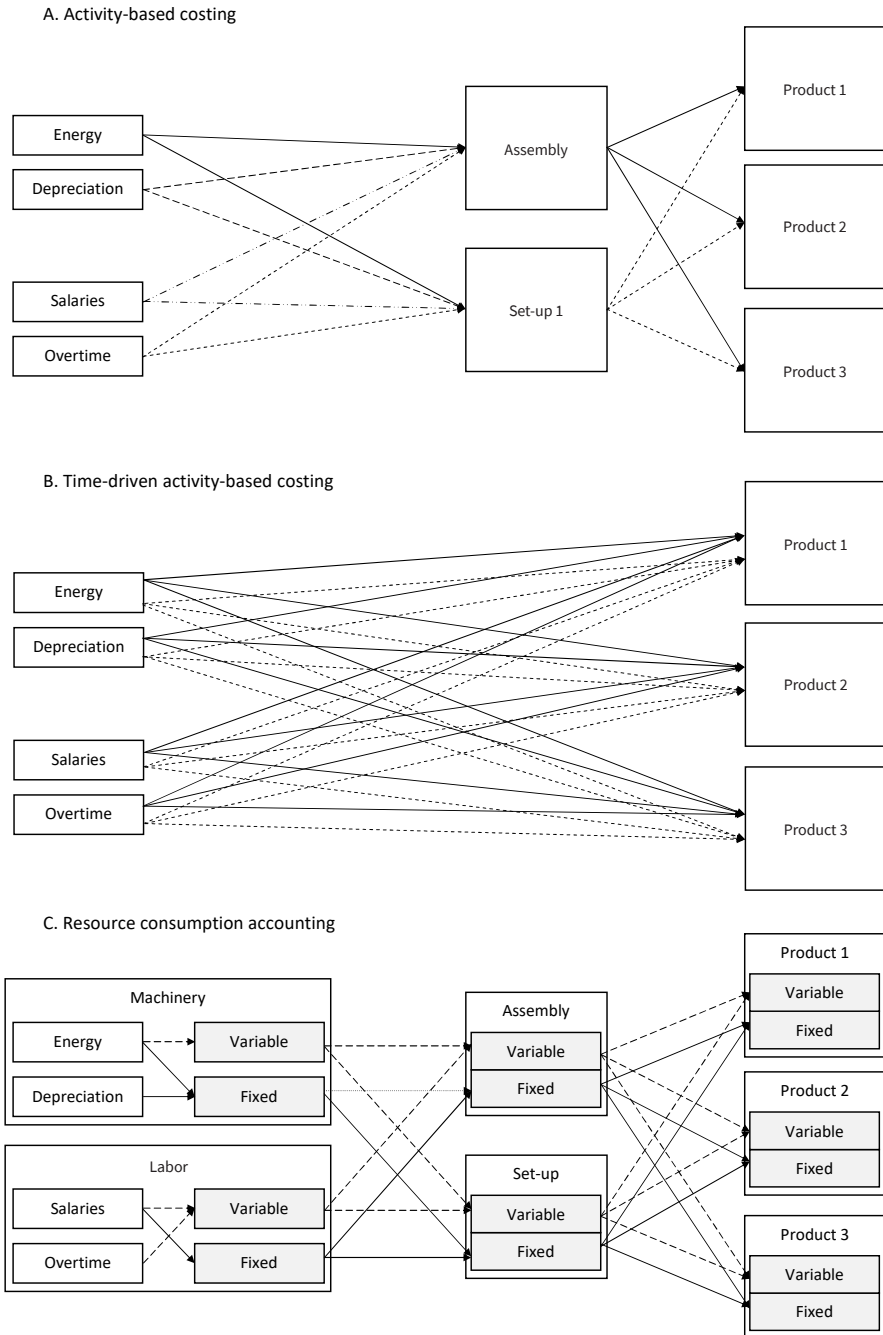 A. Activity-based costing
Product 1
Energy
Assembly
Depreciation
Product 2
Salaries
Set-up 1
Overtime
Product 3
B. Time-driven activity-based costing
Product 1
Energy
Depreciation
Product 2
Salaries
Overtime
Product 3
C. Resource consumption accounting
Machinery
Energy
Variable
Depreciation
Fixed
Labor
Salaries
Variable
Overtime
Fixed
Assembly
Variable
Fixed
Set-up
Variable
Fixed
Product 1
Variable
Fixed
Product 2
Variable
Fixed
Product 3
Variable
Fixed